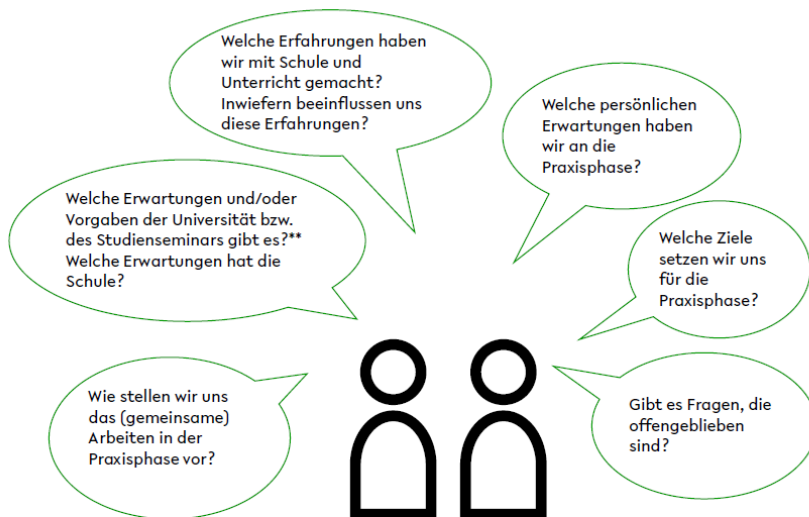 Welche Erfahrungen haben
wir mit Schule und
Unterricht gemacht?
Inwiefern beeinflussen uns
diese Erfahrungen?
Welche persönlichen
Erwartungen haben
wir an die
Praxisphase?
Welche Erwartungen und/oder
Vorgaben der Universität bzw.
des Studienseminars gibt es?**
Welche Erwartungen hat die
Schule?
Welche Ziele
setzen wir uns
für die
Praxisphase?
Wie stellen wir uns
das (gemeinsame)
Arbeiten in der
Praxisphase vor?
Gibt es Fragen, die
offengeblieben
sind?